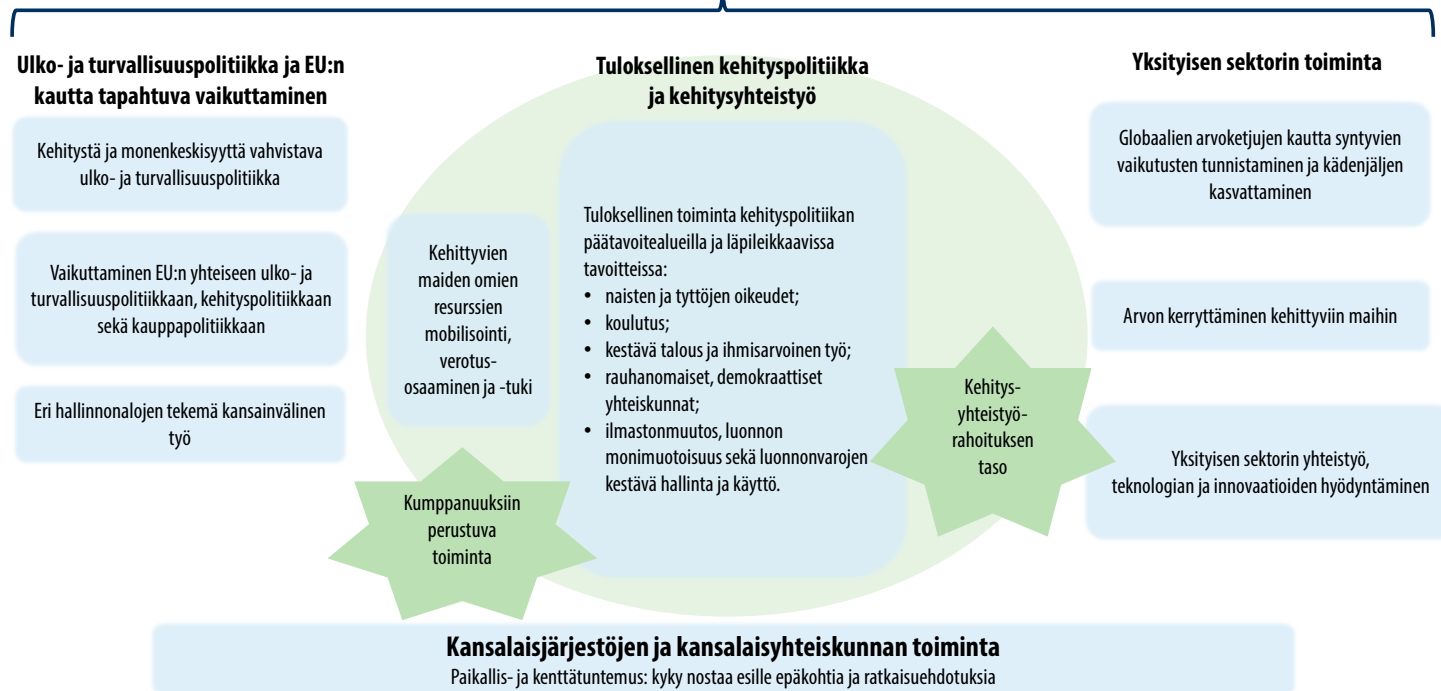 Ulko- ja turvallisuuspolitiikka ja EU:n
kautta tapahtuva vaikuttaminen
Kehitystä ja monenkeskisyyttä vahvistava
ulko- ja turvallisuuspolitiikka
Vaikuttaminen EU:n yhteiseen ulko- ja
turvallisuuspolitiikkaan, kehityspolitiikkaan
sekä kauppapolitiikkaan
Eri hallinnonalojen tekemä kansainvälinen
työ
Tuloksellinen kehityspolitiikka
ja kehitysyhteistyö
Kehittyvien
maiden omien
resurssien
mobilisointi,
verotus-
osaaminen ja -tuki
Tuloksellinen toiminta kehityspolitiikan
päätavoitealueilla ja läpileikkaavissa
tavoitteissa:
• naisten ja tyttöjen oikeudet;
• koulutus;
• kestävä talous ja ihmisarvoinen työ;
• rauhanomaiset, demokraattiset
yhteiskunnat;
• ilmastonmuutos, luonnon
monimuotoisuus sekä luonnonvarojen
kestävä hallinta ja käyttö.
Kumppanuuksiin
perustuva
toiminta
Kehitys-
yhteistyö-
rahoituksen
taso
Yksityisen sektorin toiminta
Globaalien arvoketjujen kautta syntyvien
vaikutusten tunnistaminen ja kädenjäljen
kasvattaminen
Arvon kerryttäminen kehittyviin maihin
Yksityisen sektorin yhteistyö,
teknologian ja innovaatioiden hyödyntäminen
Kansalaisjärjestöjen ja kansalaisyhteiskunnan toiminta
Paikallis- ja kenttätuntemus: kyky nostaa esille epäkohtia ja ratkaisuehdotuksia